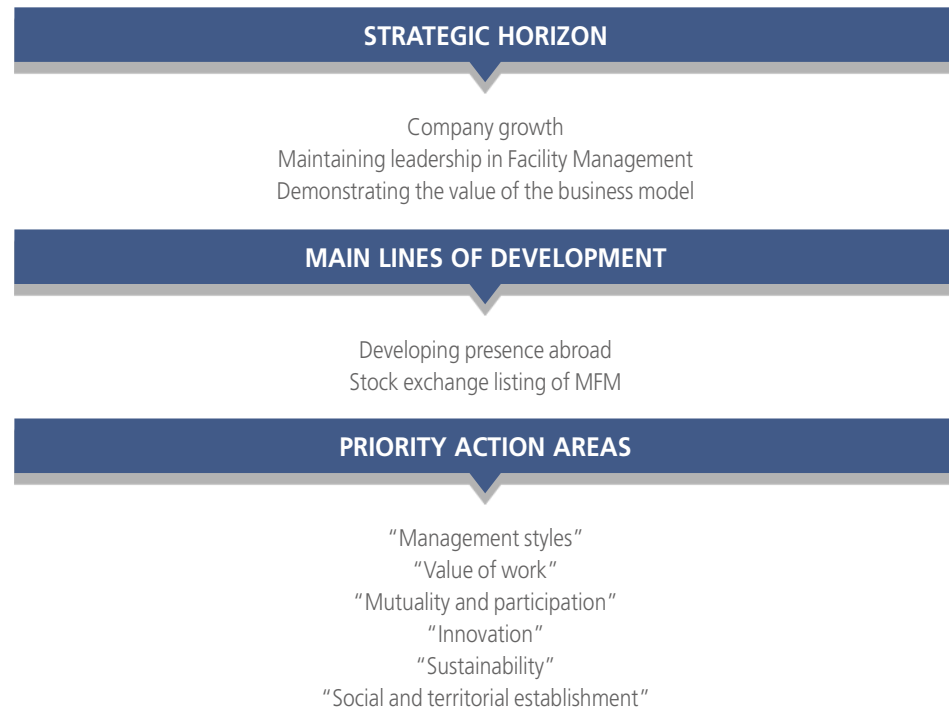 STRATEGIC HORIZON
Company growth
Maintaining leadership in Facility Management
Demonstrating the value of the business model
MAIN LINES OF DEVELOPMENT
Developing presence abroad
Stock exchange listing of MFM
PRIORITY ACTION AREAS
“Management styles”
“Value of work”
“Mutuality and participation”
“Innovation”
“Sustainability”
“Social and territorial establishment”